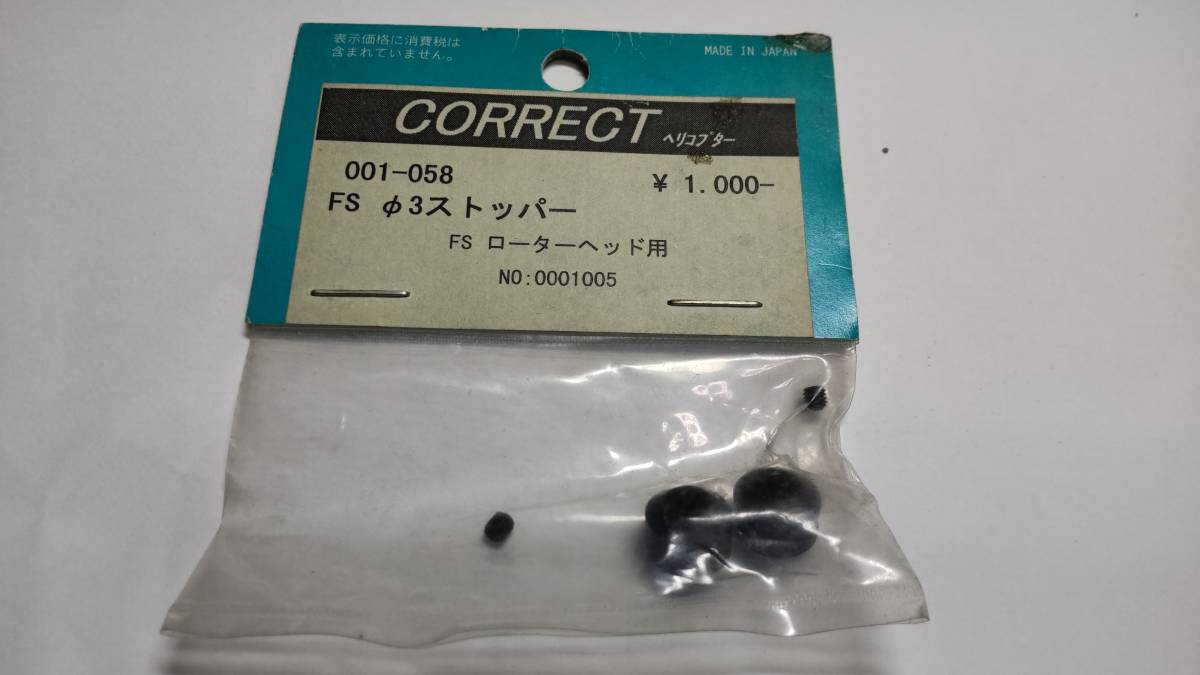 表示価格に消費税は
含まれていません。
MADE IN JAPAN
CORRECT ヘリコプター
001-058 ¥ 1.000-
FS φ3ストッパー
FS ローターヘッド用
NO:0001005